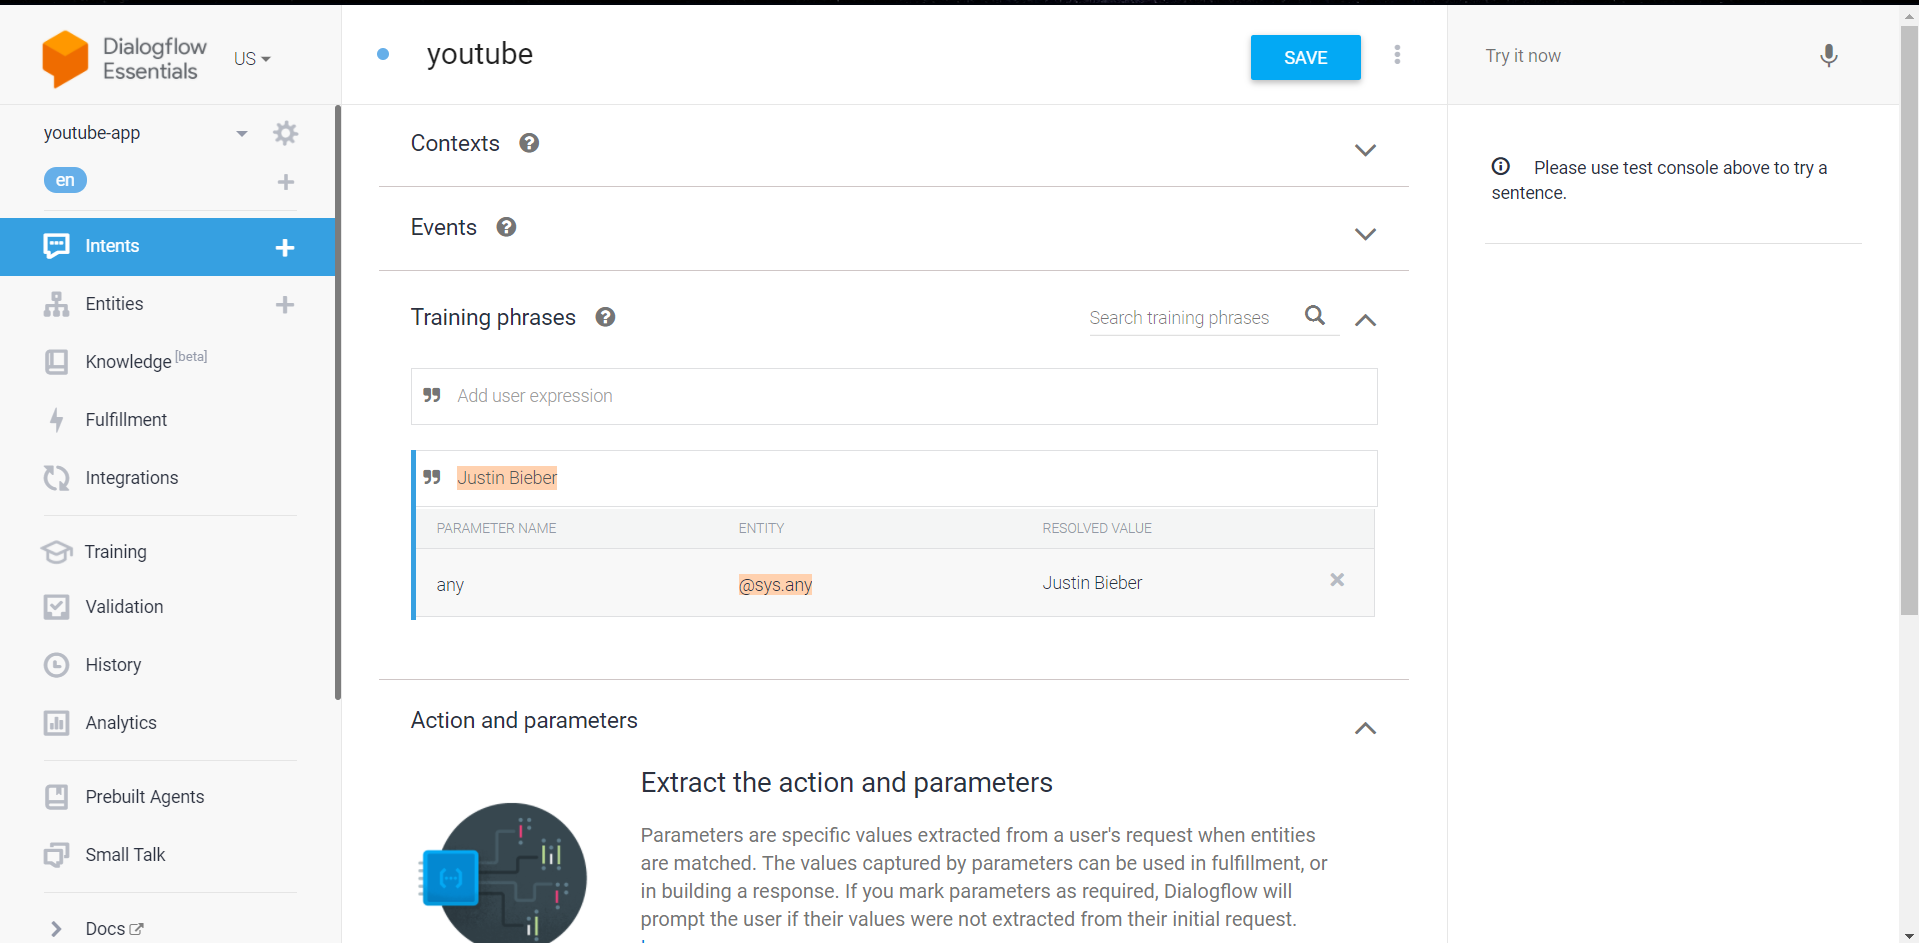 Dialogflow
Essentials
US
youtube-app
en
Intents
Entities
Knowledge [beta]
Fulfillment
Integrations
Training
Validation
History
Analytics
Prebuilt Agents
Small Talk
Docs
youtube
SAVE
Contexts
Events
Training phrases
Search training phrases
Add user expression
Justin Bieber
PARAMETER NAME ENTITY RESOLVED VALUE
any @sys.any Justin Bieber
Action and parameters
Extract the action and parameters
Parameters are specific values extracted from a user's request when entities
are matched. The values captured by parameters can be used in fulfillment, or
in building a response. If you mark parameters as required, Dialogflow will
prompt the user if their values were not extracted from their initial request.
Try it now
Please use test console above to try a
sentence.